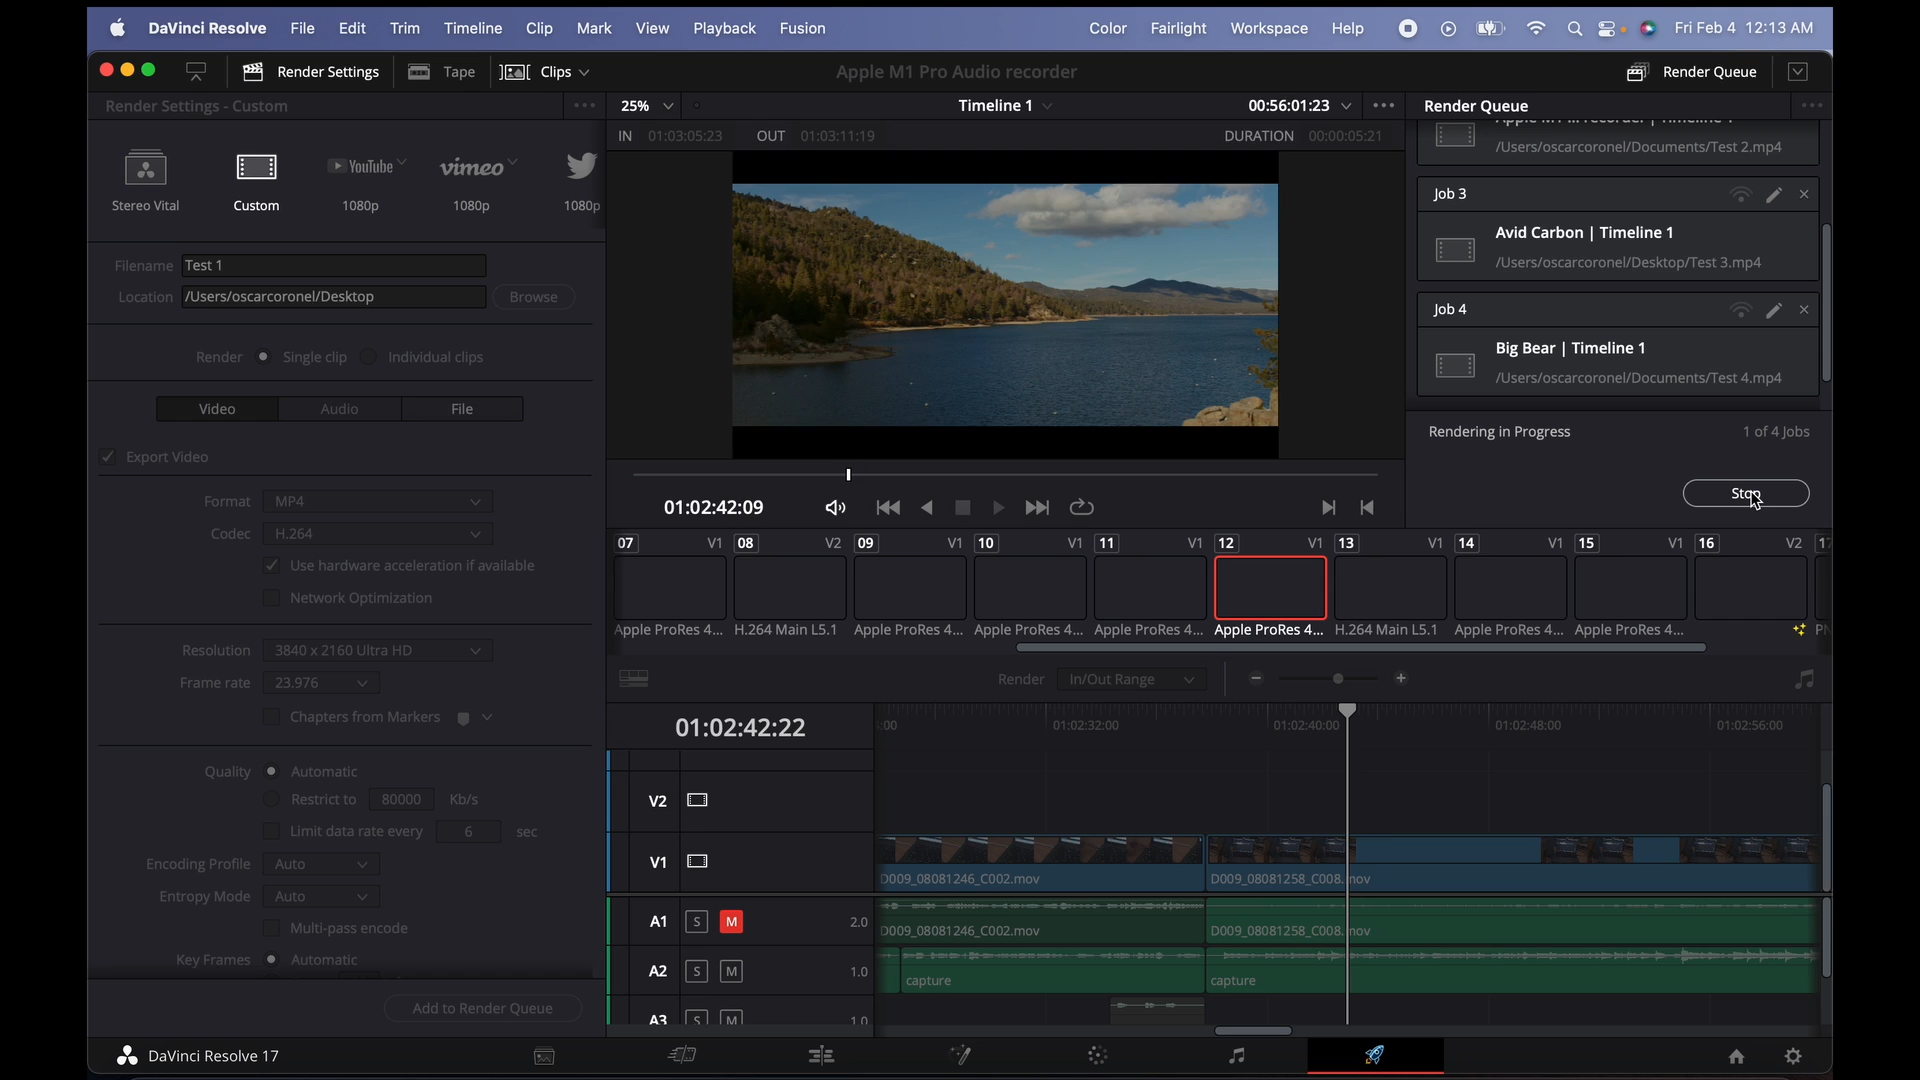 DaVinci Resolve File Edit Trim Timeline Clip Mark View Playback Fusion Color Fairlight Workspace Help Fri Feb 4 12:13 AM
Render Settings Tape Clips Apple M1 Pro Audio recorder Render Queue
Render Settings - Custom
25% Timeline 1 00:56:01:23
Render Queue
IN 01:03:05:23 OUT 01:03:11:19 DURATION 00:00:05:21
YouTube vimeo
Stereo Vital Custom 1080p 1080p 1080p
Filename Test 1
Location /Users/oscarcoronel/Desktop Browse
Render Single clip Individual clips
Video Audio File
Export Video
Format MP4
Codec H.264
Use hardware acceleration if available
Network Optimization
Resolution 3840 x 2160 Ultra HD
Frame rate 23.976
Chapters from Markers
Quality Automatic
Restrict to 80000 Kb/s
Limit data rate every 6 sec
Encoding Profile Auto
Entropy Mode Auto
Multi-pass encode
Key Frames Automatic
Add to Render Queue
/Users/oscarcoronel/Documents/Test 2.mp4
Job 3
Avid Carbon | Timeline 1
/Users/oscarcoronel/Desktop/Test 3.mp4
Job 4
Big Bear | Timeline 1
/Users/oscarcoronel/Documents/Test 4.mp4
Rendering in Progress 1 of 4 Jobs
Stop
01:02:42:09
07 V1 08 V2 09 V1 10 V1 11 V1 12 V1 13 V1 14 V1 15 V1 16 V2 17
Apple ProRes 4... H.264 Main L5.1 Apple ProRes 4... Apple ProRes 4... Apple ProRes 4... Apple ProRes 4... H.264 Main L5.1 Apple ProRes 4... Apple ProRes 4...
Render In/Out Range
01:02:42:22 :00 01:02:32:00 01:02:40:00 01:02:48:00 01:02:56:00
V2
V1
D009_08081246_C002.mov D009_08081258_C008.mov
A1 S M 2.0
D009_08081246_C002.mov D009_08081258_C008.mov
A2 S M 1.0
capture capture
A3 S M 1.0
DaVinci Resolve 17